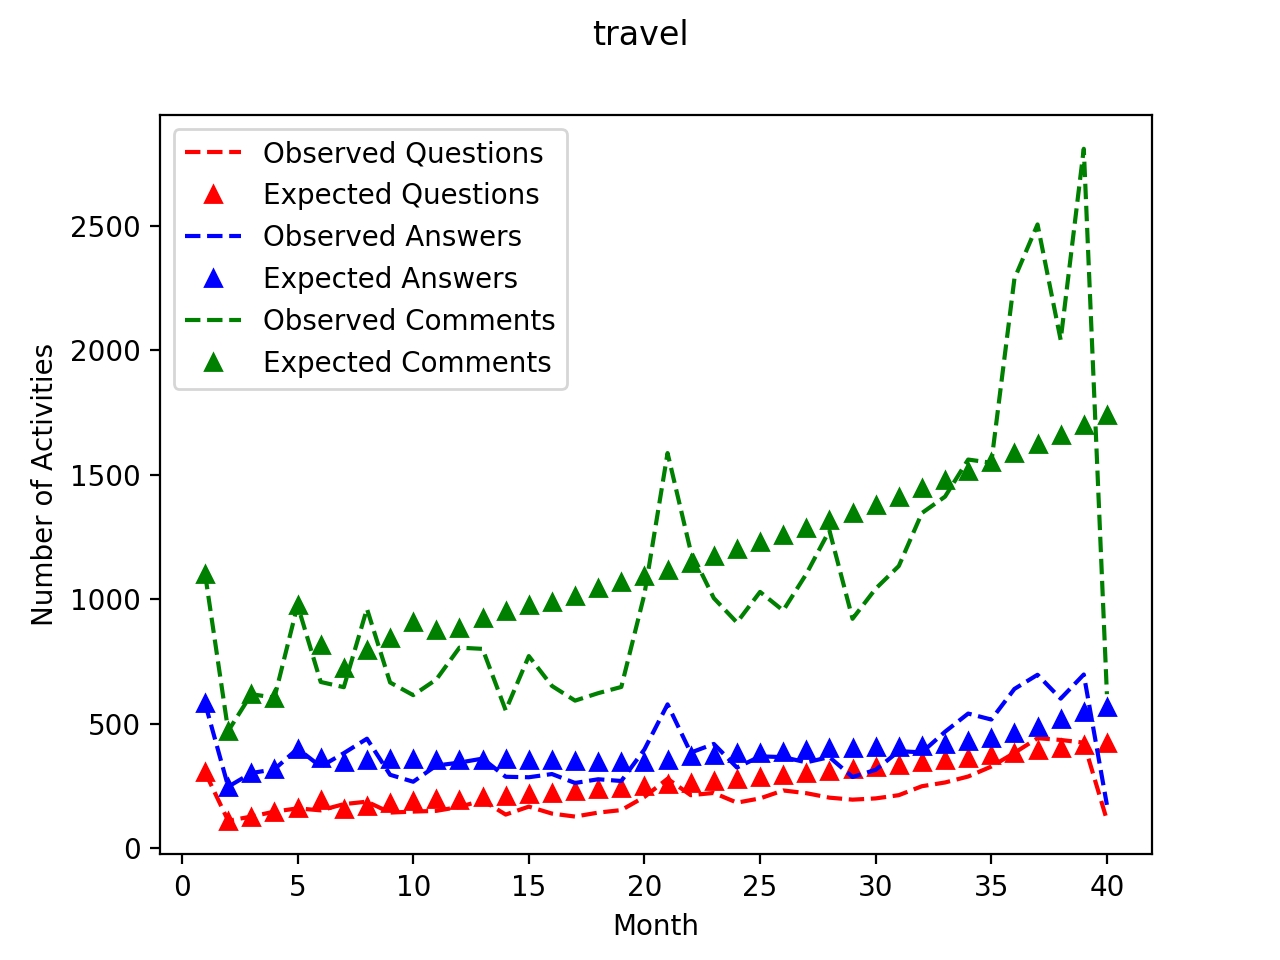 travel
Observed Questions
Expected Questions
Observed Answers
Expected Answers
Observed Comments
Expected Comments
Number of Activities
2500
2000
1500
1000
500
0
0 5 10 15 20 25 30 35 40
Month